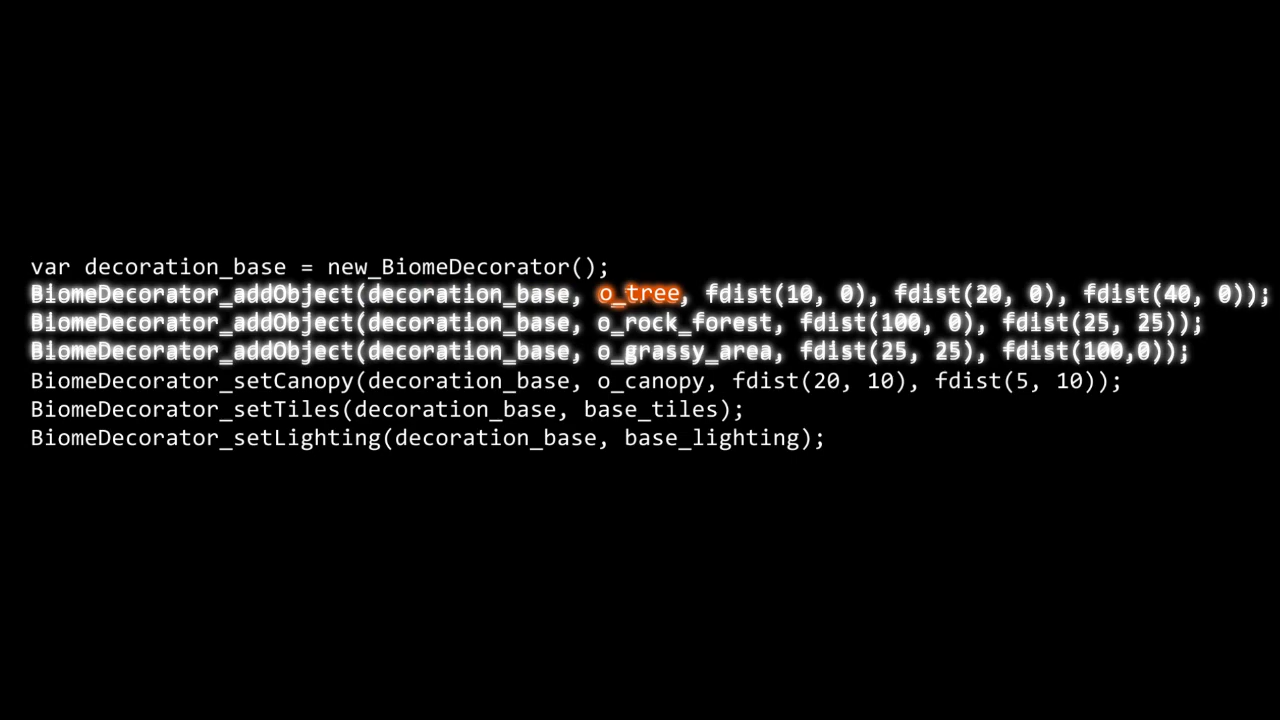 var decoration_base = new_BiomeDecorator();
BiomeDecorator_addObject(decoration_base, o_tree, fdist(10, 0), fdist(20, 0), fdist(40, 0));
BiomeDecorator_addObject(decoration_base, o_rock_forest, fdist(100, 0), fdist(25, 25));
BiomeDecorator_addObject(decoration_base, o_grassy_area, fdist(25, 25), fdist(100,0));
BiomeDecorator_setCanopy(decoration_base, o_canopy, fdist(20, 10), fdist(5, 10));
BiomeDecorator_setTiles(decoration_base, base_tiles);
BiomeDecorator_setLighting(decoration_base, base_lighting);